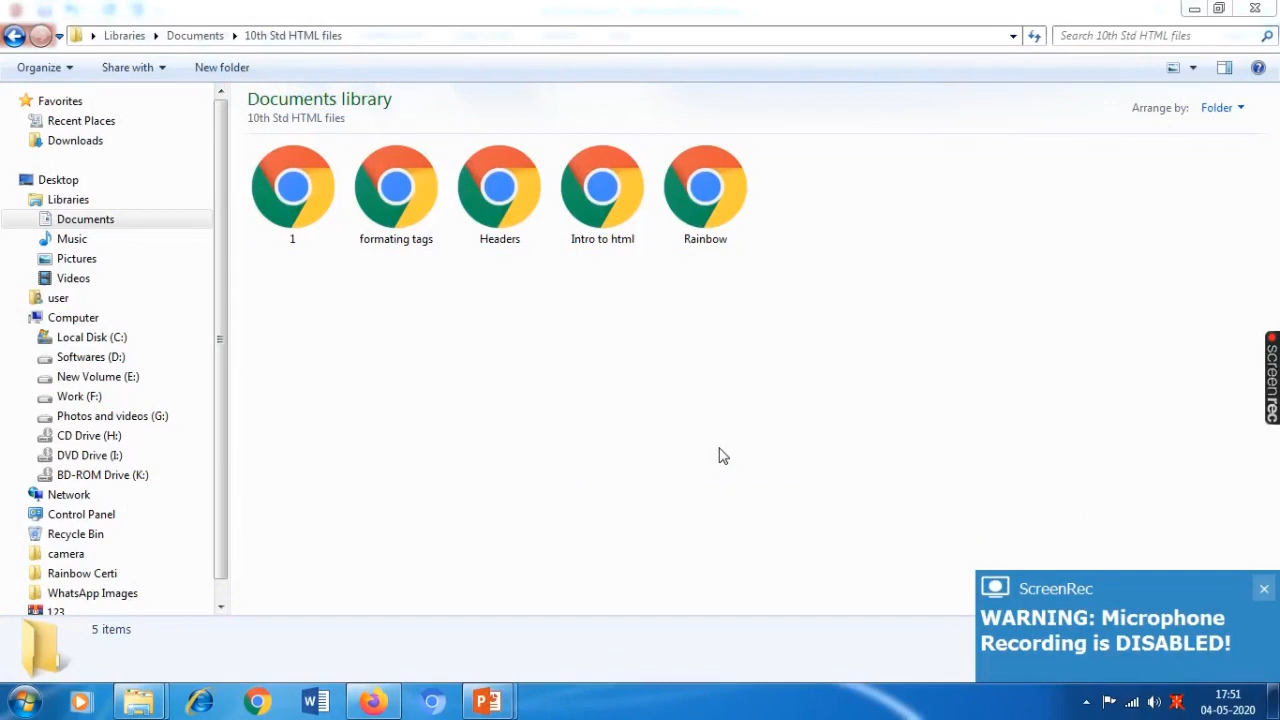 Libraries Documents 10th Std HTML files
Search 10th Std HTML files
Organize Share with New folder
Favorites
Recent Places
Downloads
Desktop
Libraries
Documents
Music
Pictures
Videos
user
Computer
Local Disk (C:)
Softwares (D:)
New Volume (E:)
Work (F:)
Photos and videos (G:)
CD Drive (H:)
DVD Drive (I:)
BD-ROM Drive (K:)
Network
Control Panel
Recycle Bin
camera
Rainbow Certi
WhatsApp Images
123
Documents library
10th Std HTML files
Arrange by: Folder
1
formating tags
Headers
Intro to html
Rainbow
screenrec
ScreenRec
WARNING: Microphone
Recording is DISABLED!
5 items
17:51
04-05-2020